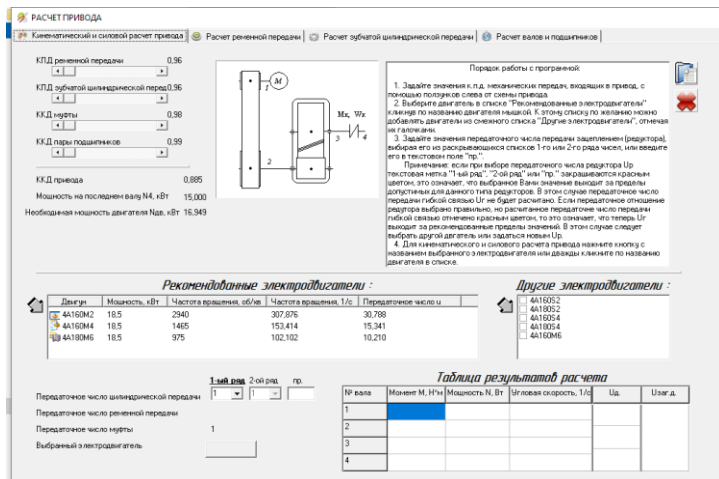 РАСЧЕТ ПРИВОДА
Кинематический и силовой расчет привода
Расчет ременной передачи
Расчет зубчатой цилиндрической передачи
Расчет валов и подшипников
КПД ременной передачи 0,96
КПД зубчатой цилиндрической перед 0,96
ККД муфты 0,98
ККД пары подшипников 0,99
ККД привода 0,885
Мощность на последнем валу N4, кВт 15,000
Необходимая мощность двигателя Nдв, кВт 16,949
M
1
2
3
4
Mк, Wк
Порядок работы с программой:
1. Задайте значения к.п.д. механических передач, входящих в привод, с
помощью ползунков слева от схемы привода.
2. Выберите двигатель в списке "Рекомендованные электродвигатели"
кликнув по названию двигателя мышкой. К этому списку по желанию можно
добавлять двигатели из смежного списка "Другие электродвигатели", отмечая
их галочками.
3. Задайте значения передаточного числа передачи зацеплением (редуктора),
вибирая его из раскрывающихся списков 1-го или 2-го ряда чисел, или введите
его в текстовом поле "пр.".
Примечание: если при выборе передаточного числа редуктора Up
текстовая метка "1-ый ряд", "2-ой ряд" или "пр." закрашиваются красным
цветом, это означает, что выбранное Вами значение выходит за пределы
допустимых для данного типа редукторов. В этом случае передаточное число
передачи гибкой связью Ur не будет расчитано. Если передаточное отношение
редутора выбрано правильно, но расчитанное передаточе число передачи
гибкой связью отмечено красным цветом, то это означает, что теперь Ur
выходит за рекомендованные пределы значений. В этом случае следует
выбрать другой двигатель или задаться новым Up.
4. Для кинематического и силового расчета привода нажмите кнопку с
названием выбранного электродвигателя или дважды кликните по названию
двигателя в списке.
Рекомендованные электродвигатели :
Двигун Мощность, кВт Частота вращения, об/хв Частота вращения, 1/с Передаточное число u
4A160M2 18,5 2940 307,876 30,788
4A160M4 18,5 1465 153,414 15,341
4A180M6 18,5 975 102,102 10,210
Другие электродвигатели :
4A160S2
4A180S2
4A160S4
4A180S4
4A160M6
1-ый ряд 2-ой ряд пр.
Передаточное число цилиндрической передачи 1 1
Передаточное число ременной передачи
Передаточное число муфты 1
Выбранный электродвигатель
Таблица результатов расчета
№ вала Момент М, Н*м Мощность N, Вт Угловая скорость, 1/с Uд. Uзаг.д.
1
2
3
4